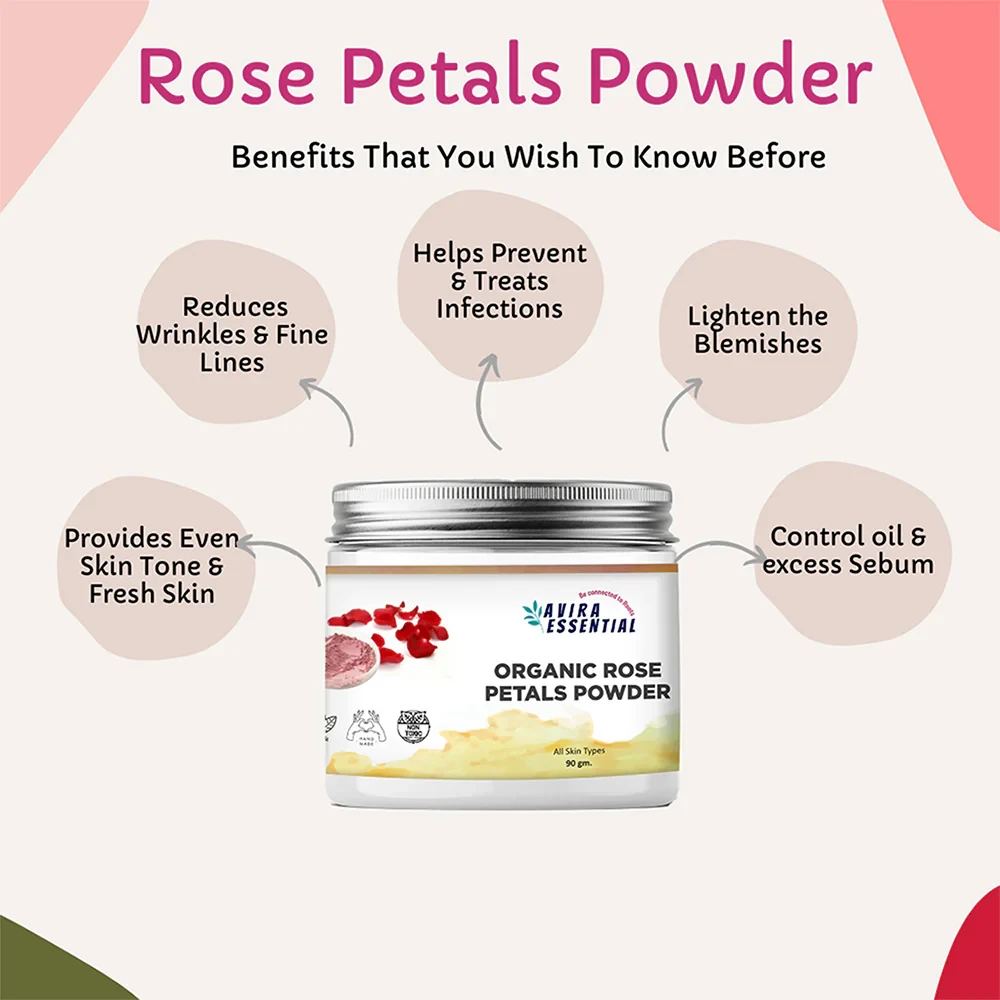 Rose Petals Powder
Benefits That You Wish To Know Before
Helps Prevent
& Treats
Infections
Reduces
Wrinkles & Fine
Lines
Lighten the
Blemishes
Provides Even
Skin Tone &
Fresh Skin
Control oil &
excess Sebum
Be connected to Roots
AVIRA
ESSENTIAL
ORGANIC ROSE
PETALS POWDER
HAND
MADE
NON
TOXIC
All Skin Types
90 gm.